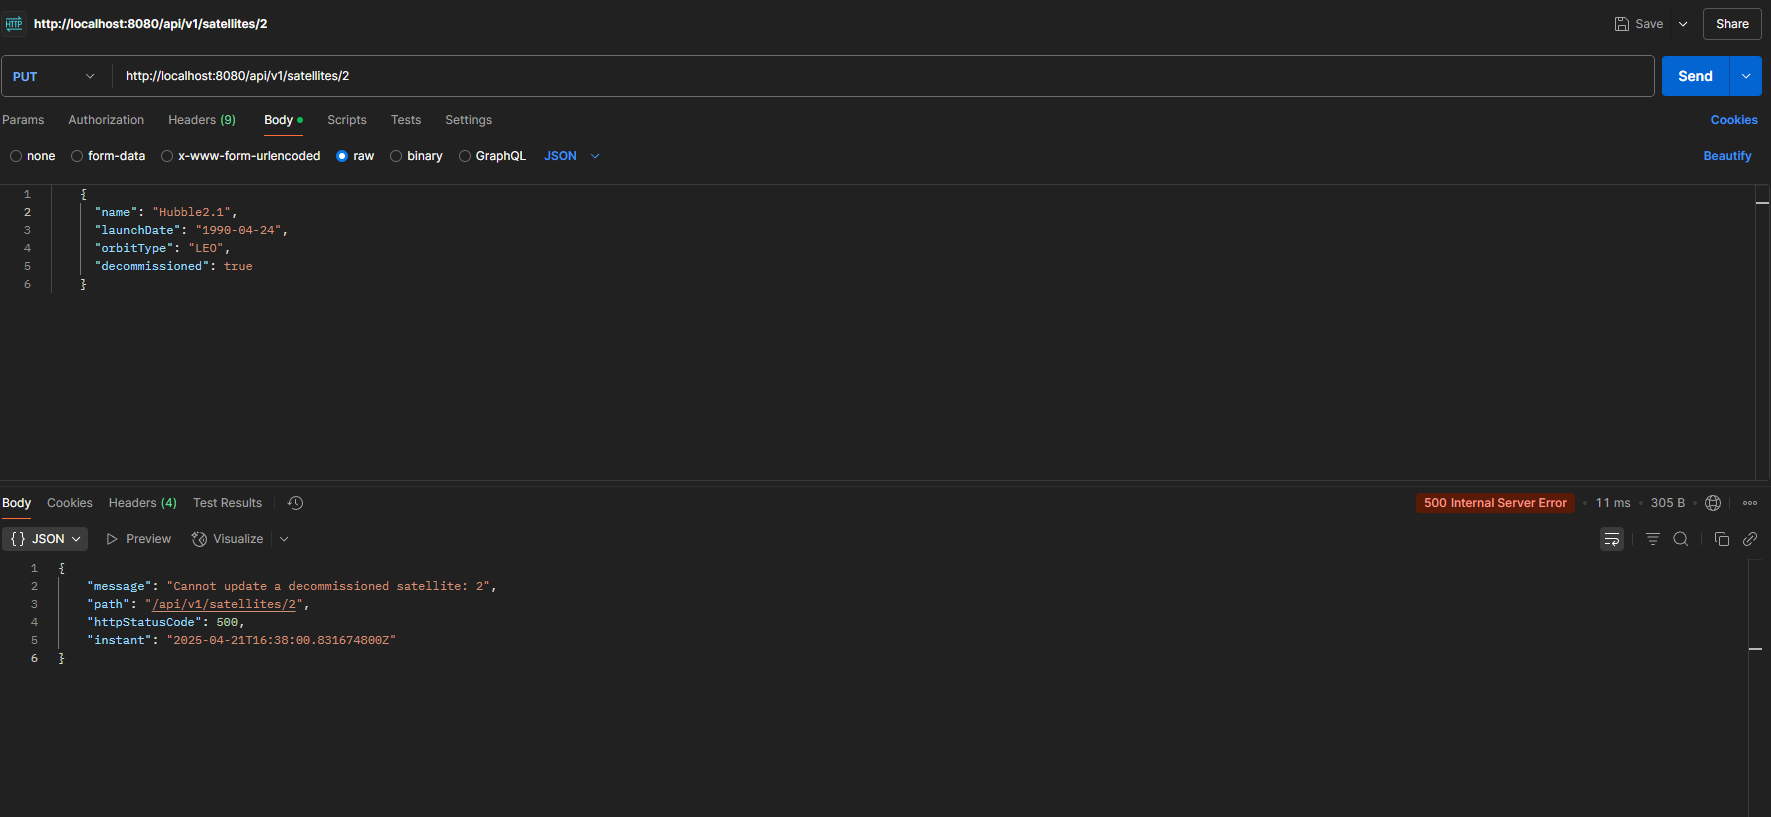 HTTP http://localhost:8080/api/v1/satellites/2 Save Share
PUT http://localhost:8080/api/v1/satellites/2 Send
Params Authorization Headers (9) Body Scripts Tests Settings Cookies
none form-data x-www-form-urlencoded raw binary GraphQL JSON Beautify
1 {
2 "name": "Hubble2.1",
3 "launchDate": "1990-04-24",
4 "orbitType": "LEO",
5 "decommissioned": true
6 }
Body Cookies Headers (4) Test Results 500 Internal Server Error • 11 ms • 305 B •
{} JSON Preview Visualize
1 {
2 "message": "Cannot update a decommissioned satellite: 2",
3 "path": "/api/v1/satellites/2",
4 "httpStatusCode": 500,
5 "instant": "2025-04-21T16:38:00.831674800Z"
6 }